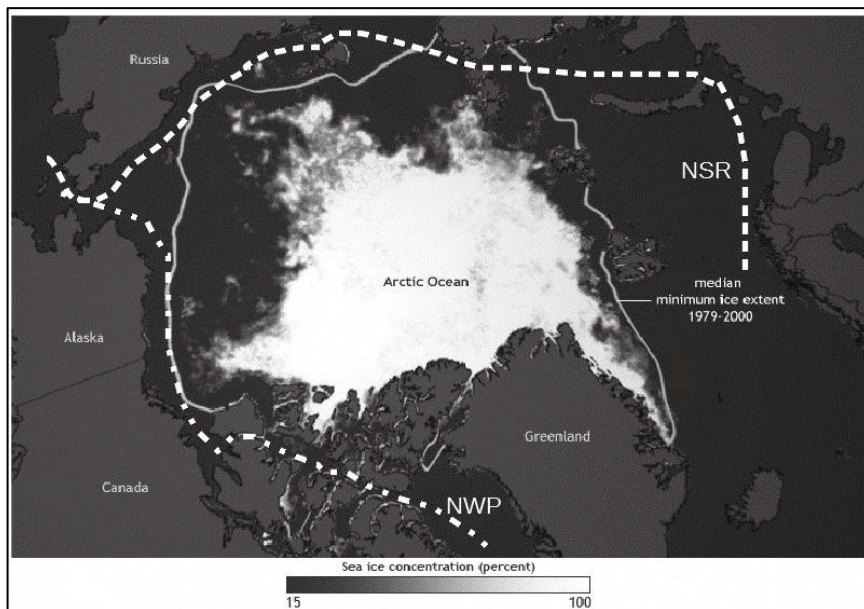 Russia
NSR
Arctic Ocean
median
minimum ice extent
1979-2000
Alaska
Greenland
Canada
NWP
Sea ice concentration (percent)
15
100